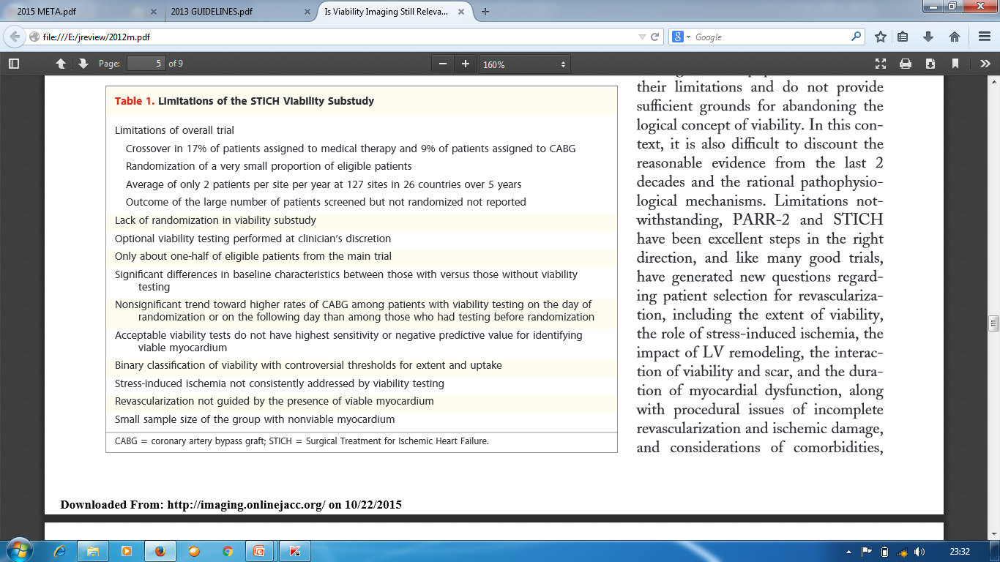 2015 META.pdf
2013 GUIDELINES.pdf
Is Viability Imaging Still Releva...
file:///E:/jreview/2012m.pdf
Google
Page: 5 of 9
160%
Table 1. Limitations of the STICH Viability Substudy
Limitations of overall trial
Crossover in 17% of patients assigned to medical therapy and 9% of patients assigned to CABG
Randomization of a very small proportion of eligible patients
Average of only 2 patients per site per year at 127 sites in 26 countries over 5 years
Outcome of the large number of patients screened but not randomized not reported
Lack of randomization in viability substudy
Optional viability testing performed at clinician's discretion
Only about one-half of eligible patients from the main trial
Significant differences in baseline characteristics between those with versus those without viability
testing
Nonsignificant trend toward higher rates of CABG among patients with viability testing on the day of
randomization or on the following day than among those who had testing before randomization
Acceptable viability tests do not have highest sensitivity or negative predictive value for identifying
viable myocardium
Binary classification of viability with controversial thresholds for extent and uptake
Stress-induced ischemia not consistently addressed by viability testing
Revascularization not guided by the presence of viable myocardium
Small sample size of the group with nonviable myocardium
CABG = coronary artery bypass graft; STICH = Surgical Treatment for Ischemic Heart Failure.
their limitations and do not provide
sufficient grounds for abandoning the
logical concept of viability. In this con-
text, it is also difficult to discount the
reasonable evidence from the last 2
decades and the rational pathophysio-
logical mechanisms. Limitations not-
withstanding, PARR-2 and STICH
have been excellent steps in the right
direction, and like many good trials,
have generated new questions regard-
ing patient selection for revasculariza-
tion, including the extent of viability,
the role of stress-induced ischemia, the
impact of LV remodeling, the interac-
tion of viability and scar, and the dura-
tion of myocardial dysfunction, along
with procedural issues of incomplete
revascularization and ischemic damage,
and considerations of comorbidities,
Downloaded From: http://imaging.onlinejacc.org/ on 10/22/2015
23:32